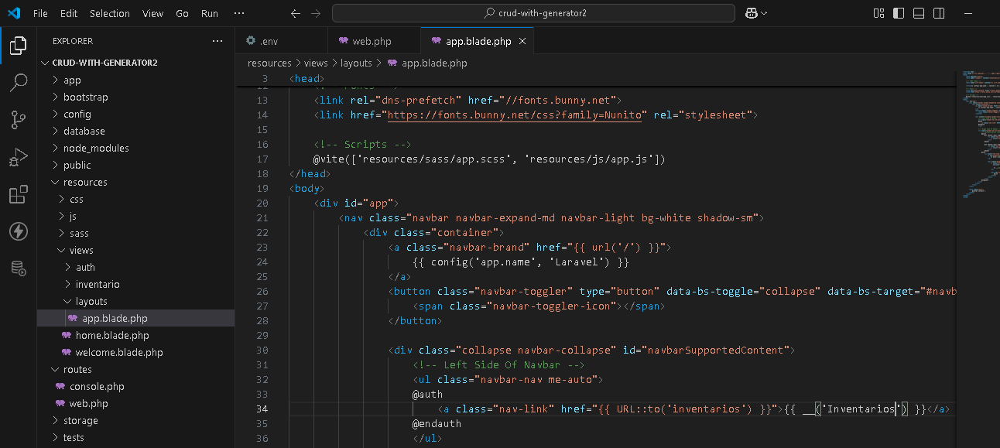 File Edit Selection View Go Run ···
crud-with-generator2
EXPLORER ···
CRUD-WITH-GENERATOR2
app
bootstrap
config
database
node_modules
public
resources
css
js
sass
views
auth
inventario
layouts
app.blade.php
home.blade.php
welcome.blade.php
routes
console.php
web.php
storage
tests
.env
web.php
app.blade.php
resources > views > layouts > app.blade.php
3 <head>
13 <link rel="dns-prefetch" href="//fonts.bunny.net">
14 <link href="https://fonts.bunny.net/css?family=Nunito" rel="stylesheet">
15
16 <!-- Scripts -->
17 @vite(['resources/sass/app.scss', 'resources/js/app.js'])
18 </head>
19 <body>
20 <div id="app">
21 <nav class="navbar navbar-expand-md navbar-light bg-white shadow-sm">
22 <div class="container">
23 <a class="navbar-brand" href="{{ url('/') }}">
24 {{ config('app.name', 'Laravel') }}
25 </a>
26 <button class="navbar-toggler" type="button" data-bs-toggle="collapse" data-bs-target="#navb
27 <span class="navbar-toggler-icon"></span>
28 </button>
29
30 <div class="collapse navbar-collapse" id="navbarSupportedContent">
31 <!-- Left Side Of Navbar -->
32 <ul class="navbar-nav me-auto">
33 @auth
34 <a class="nav-link" href="{{ URL::to('inventarios') }}">{{ __('Inventarios') }}</a>
35 @endauth
36 </ul>